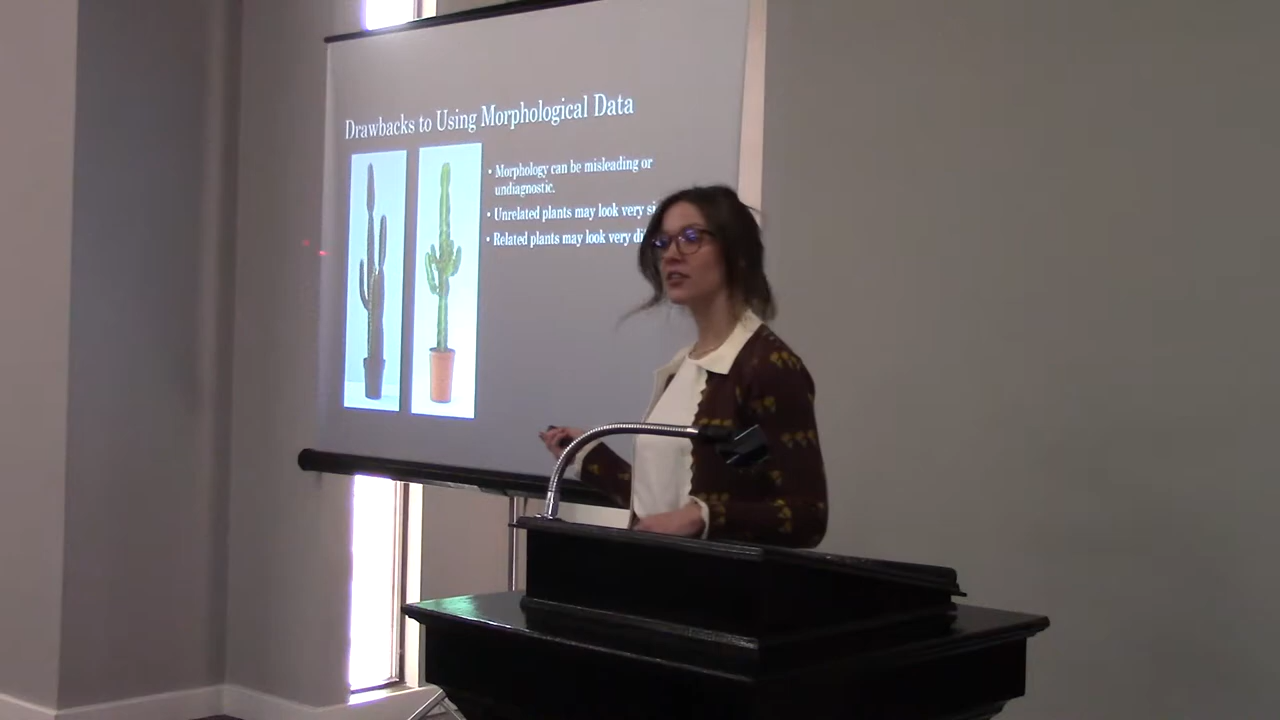 Drawbacks to Using Morphological Data
• Morphology can be misleading or
undiagnostic.
• Unrelated plants may look very
• Related plants may look very